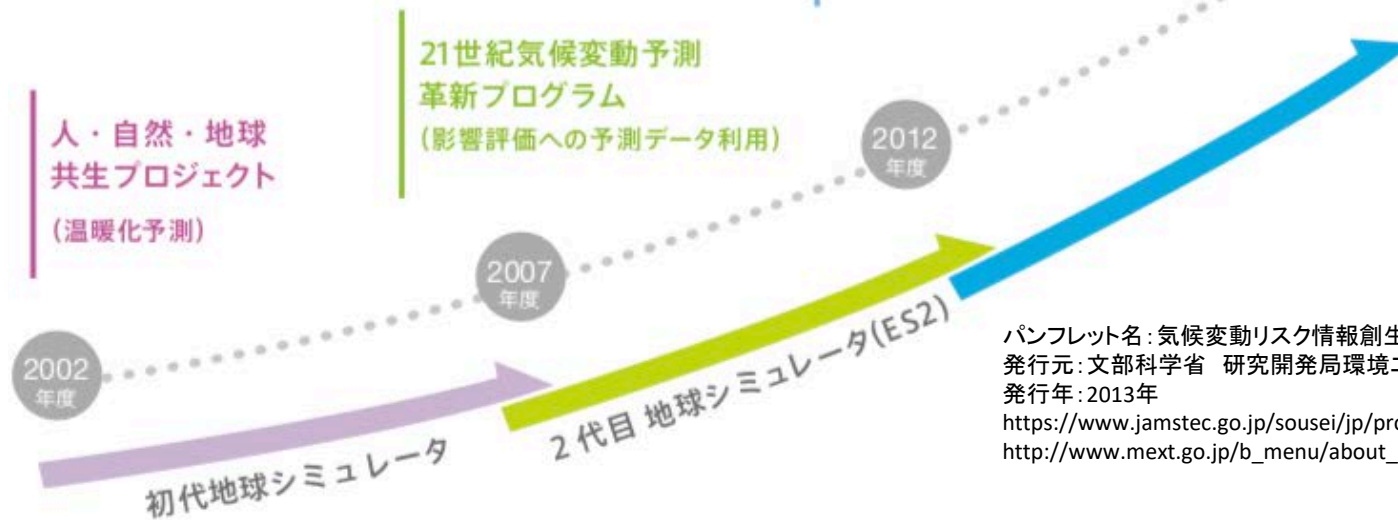 21世紀気候変動予測
革新プログラム
(影響評価への予測データ利用)
人・自然・地球
共生プロジェクト
(温暖化予測)
2012
年度
2007
年度
2002
年度
初代地球シミュレータ
2代目 地球シミュレータ(ES2)
パンフレット名:気候変動リスク情報創生
発行元:文部科学省 研究開発局環境
発行年:2013年
https://www.jamstec.go.jp/sousei/jp/pro
http://www.mext.go.jp/b_menu/about_